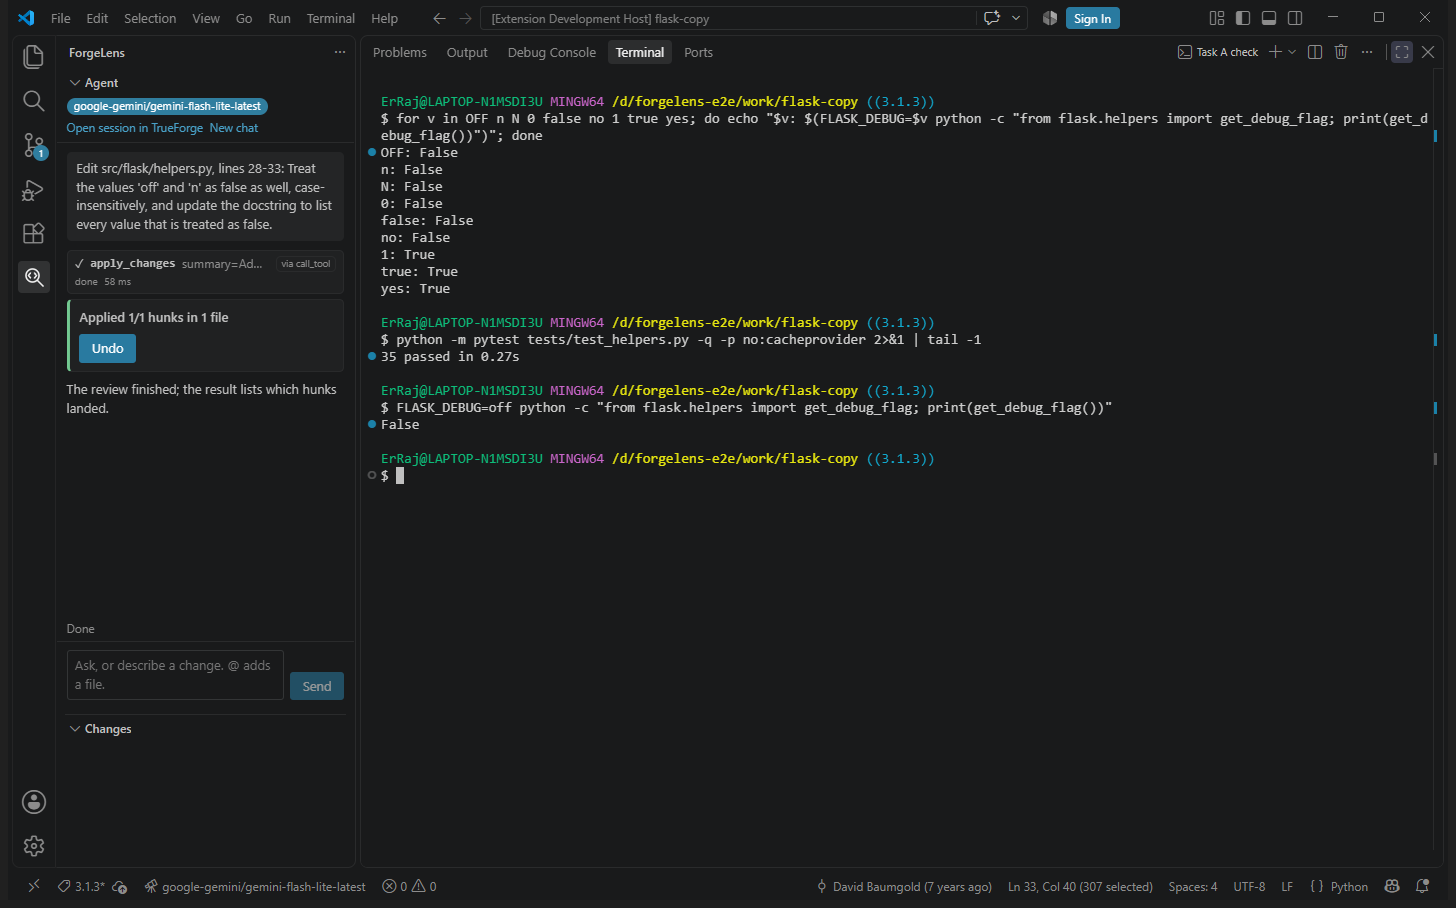 File Edit Selection View Go Run Terminal Help
[Extension Development Host] flask-copy
Sign In
ForgeLens
Agent
google-gemini/gemini-flash-lite-latest
Open session in TrueForge New chat
1
Edit src/flask/helpers.py, lines 28-33: Treat
the values 'off' and 'n' as false as well, case-
insensitively, and update the docstring to list
every value that is treated as false.
apply_changes summary=Ad... via call_tool
done 58 ms
Applied 1/1 hunks in 1 file
Undo
The review finished; the result lists which hunks
landed.
Done
Ask, or describe a change. @ adds
a file.
Send
Changes
Problems Output Debug Console Terminal Ports
Task A check
ErRaj@LAPTOP-N1MSDI3U MINGW64 /d/forgelens-e2e/work/flask-copy ((3.1.3))
$ for v in OFF n N 0 false no 1 true yes; do echo "$v: $(FLASK_DEBUG=$v python -c "from flask.helpers import get_debug_flag; print(get_d
ebug_flag())")"; done
OFF: False
n: False
N: False
0: False
false: False
no: False
1: True
true: True
yes: True
ErRaj@LAPTOP-N1MSDI3U MINGW64 /d/forgelens-e2e/work/flask-copy ((3.1.3))
$ python -m pytest tests/test_helpers.py -q -p no:cacheprovider 2>&1 | tail -1
35 passed in 0.27s
ErRaj@LAPTOP-N1MSDI3U MINGW64 /d/forgelens-e2e/work/flask-copy ((3.1.3))
$ FLASK_DEBUG=off python -c "from flask.helpers import get_debug_flag; print(get_debug_flag())"
False
ErRaj@LAPTOP-N1MSDI3U MINGW64 /d/forgelens-e2e/work/flask-copy ((3.1.3))
$
3.1.3* google-gemini/gemini-flash-lite-latest 0 0 David Baumgold (7 years ago) Ln 33, Col 40 (307 selected) Spaces: 4 UTF-8 LF {} Python